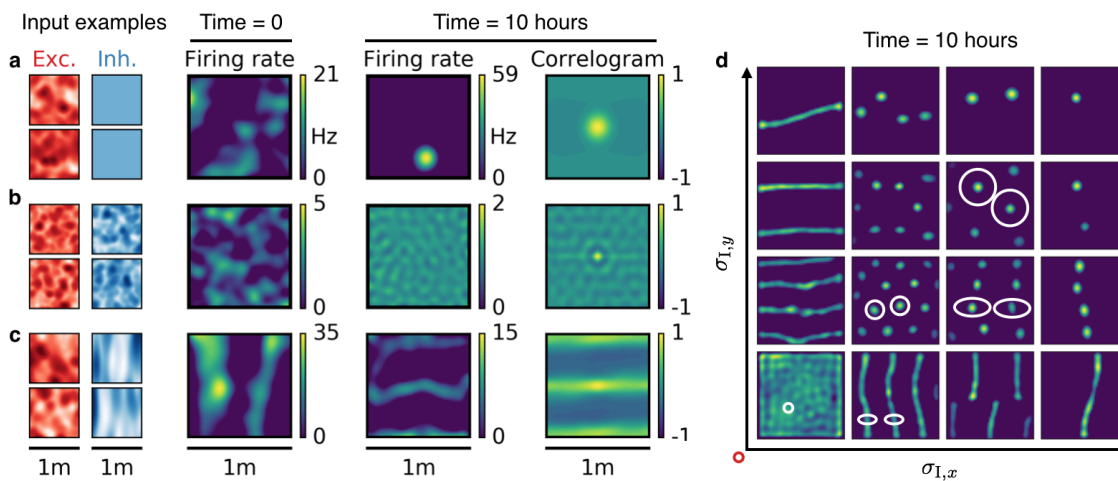 Input examples
Time = 0
Time = 10 hours
a
Exc.
Inh.
Firing rate
Firing rate
Correlogram
21
Hz
0
59
Hz
0
1
-1
b
5
0
2
0
1
-1
c
35
0
15
0
1
-1
1m
1m
1m
1m
1m
d
Time = 10 hours
σI,y
σI,x